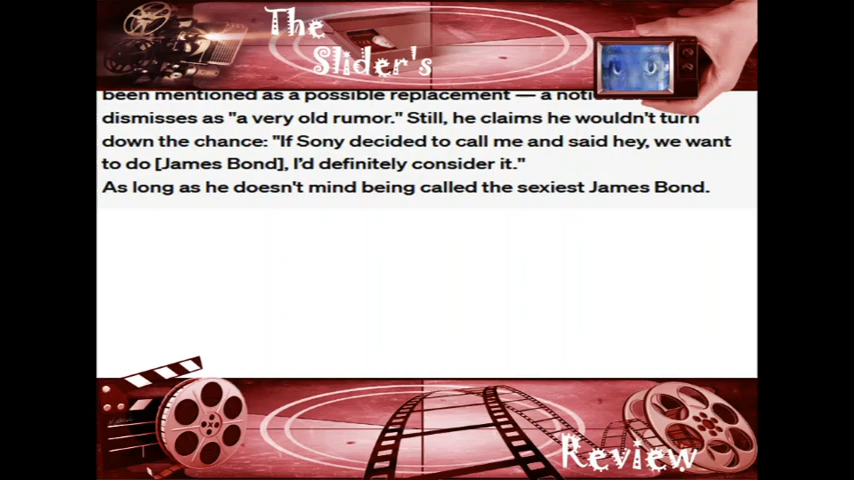 The
Slider's
been mentioned as a possible replacement — a
dismisses as "a very old rumor." Still, he claims he wouldn't turn
down the chance: "If Sony decided to call me and said hey, we want
to do [James Bond], I'd definitely consider it."
As long as he doesn't mind being called the sexiest James Bond.
Review